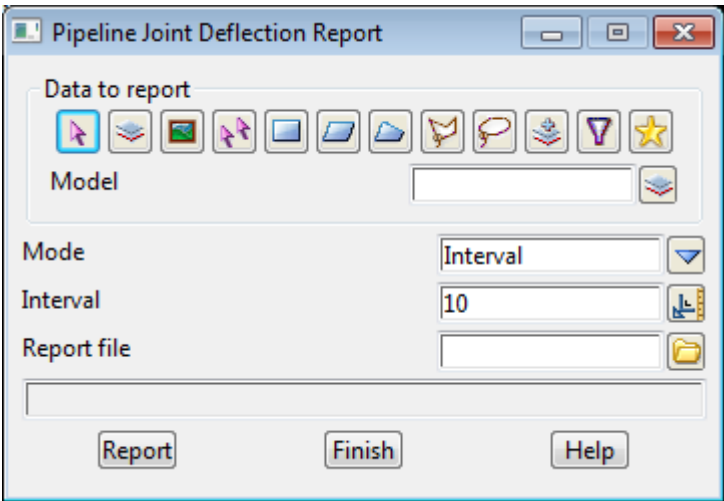 Pipeline Joint Deflection Report
Data to report
Model
Mode Interval
Interval 10
Report file
Report Finish Help